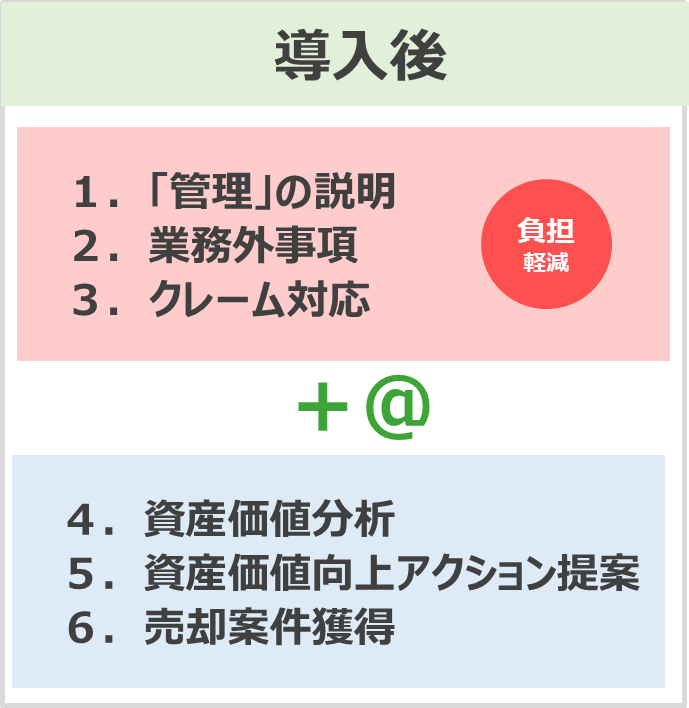 導入後
１．「管理」の説明
２．業務外事項
３．クレーム対応
負担
軽減
＋@
４．資産価値分析
５．資産価値向上アクション提案
６．売却案件獲得